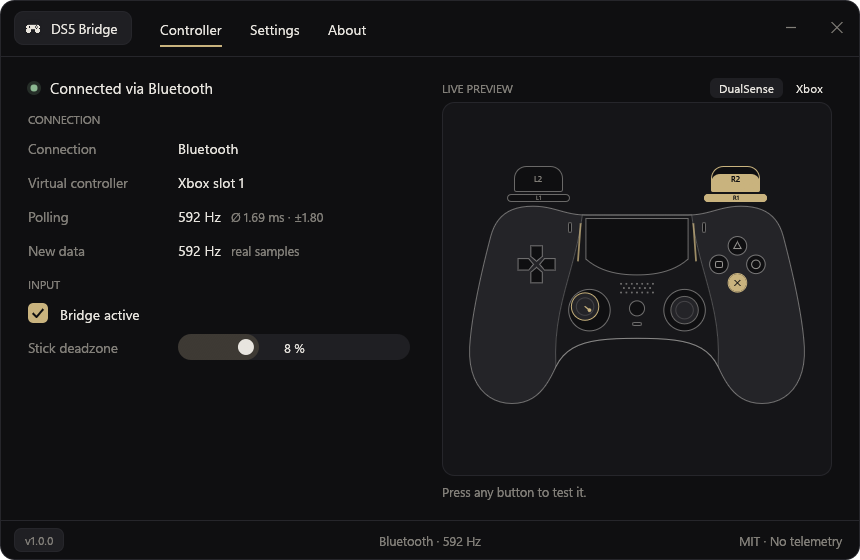 DS5 Bridge
Controller
Settings
About
Connected via Bluetooth
CONNECTION
Connection Bluetooth
Virtual controller Xbox slot 1
Polling 592 Hz Ø 1.69 ms · ±1.80
New data 592 Hz real samples
INPUT
Bridge active
Stick deadzone 8 %
LIVE PREVIEW
DualSense
Xbox
L2
L1
R2
R1
Press any button to test it.
v1.0.0
Bluetooth · 592 Hz
MIT · No telemetry